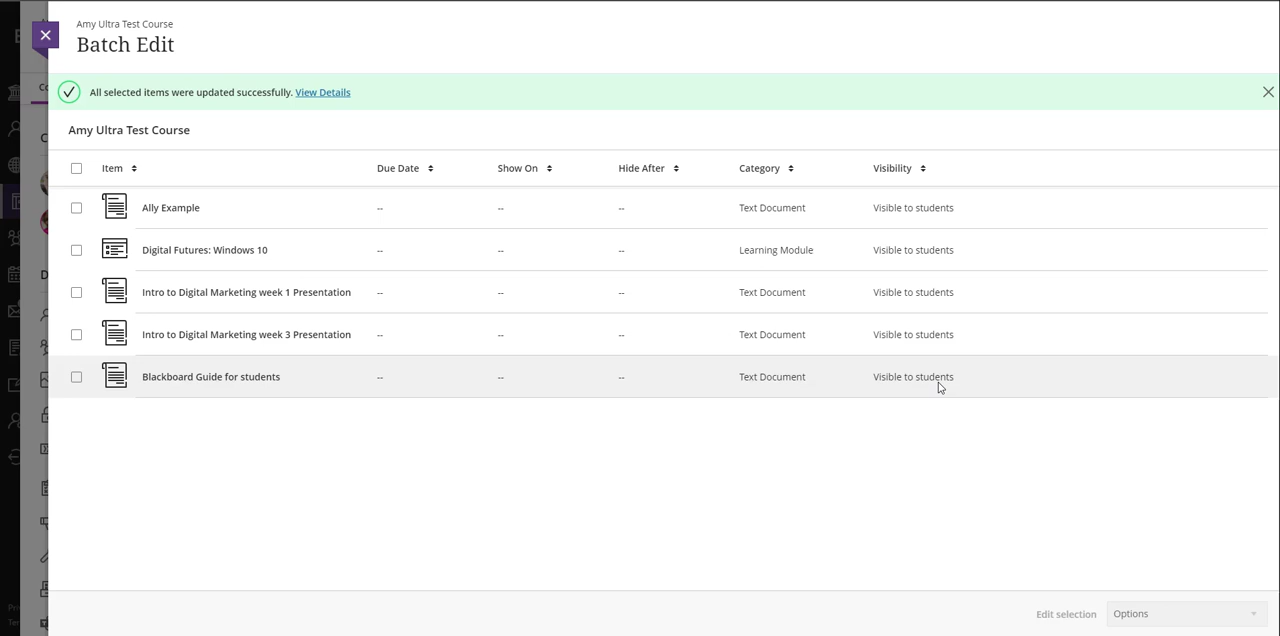 Amy Ultra Test Course
Batch Edit
All selected items were updated successfully. View Details
Amy Ultra Test Course
Item Due Date Show On Hide After Category Visibility
Ally Example -- -- -- Text Document Visible to students
Digital Futures: Windows 10 -- -- -- Learning Module Visible to students
Intro to Digital Marketing week 1 Presentation -- -- -- Text Document Visible to students
Intro to Digital Marketing week 3 Presentation -- -- -- Text Document Visible to students
Blackboard Guide for students -- -- -- Text Document Visible to students
Edit selection Options